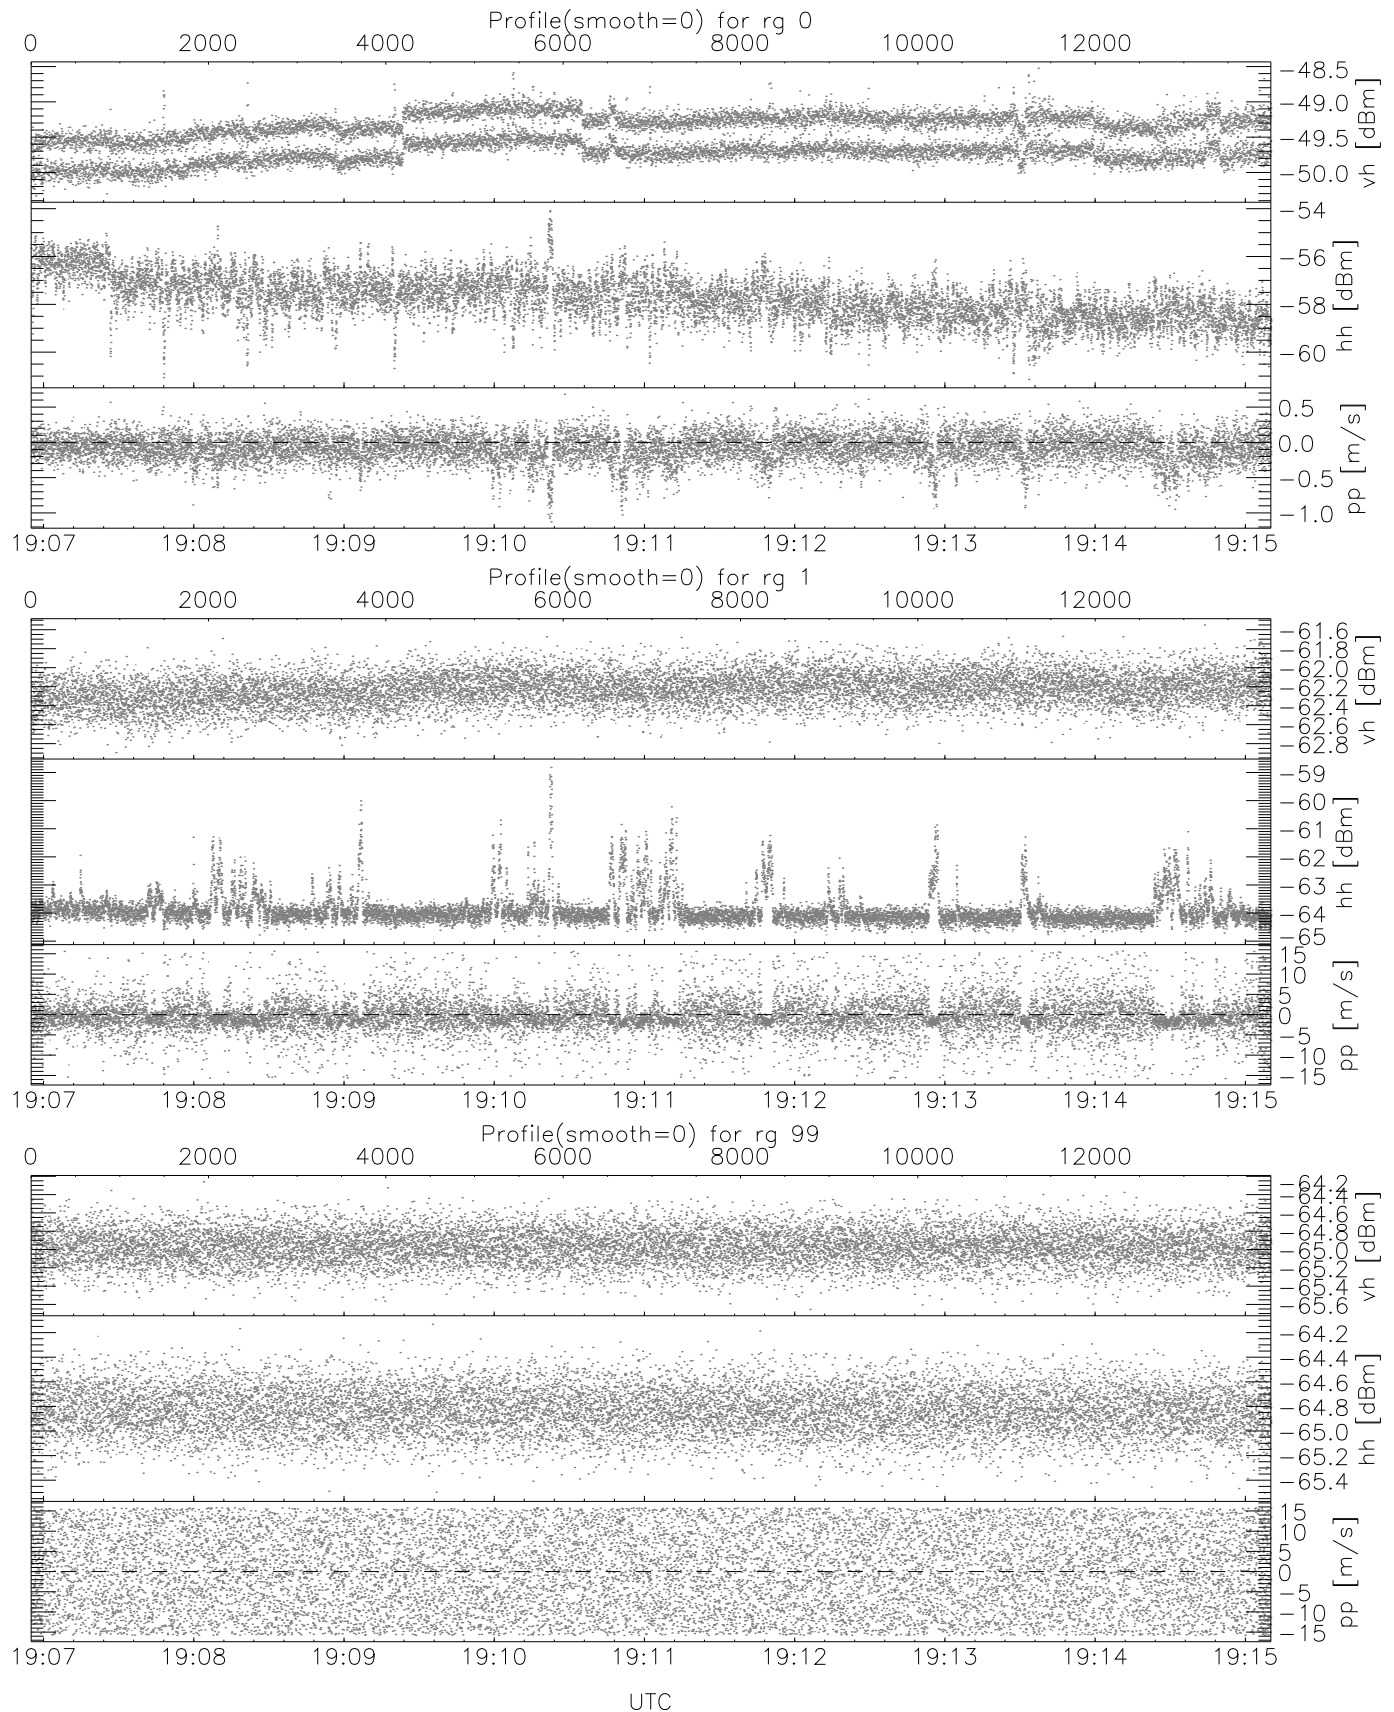 Profile(smooth=0) for rg 0
0 2000 4000 6000 8000 10000 12000
−48.5
−49.0
−49.5
−50.0
vh [dBm]
−54
−56
−58
−60
hh [dBm]
0.5
0.0
−0.5
−1.0
pp [m/s]
19:07 19:08 19:09 19:10 19:11 19:12 19:13 19:14 19:15
Profile(smooth=0) for rg 1
0 2000 4000 6000 8000 10000 12000
−61.6
−61.8
−62.0
−62.2
−62.4
−62.6
−62.8
vh [dBm]
−59
−60
−61
−62
−63
−64
−65
hh [dBm]
15
10
5
0
−5
−10
−15
pp [m/s]
19:07 19:08 19:09 19:10 19:11 19:12 19:13 19:14 19:15
Profile(smooth=0) for rg 99
0 2000 4000 6000 8000 10000 12000
−64.2
−64.4
−64.6
−64.8
−65.0
−65.2
−65.4
−65.6
vh [dBm]
−64.2
−64.4
−64.6
−64.8
−65.0
−65.2
−65.4
hh [dBm]
15
10
5
0
−5
−10
−15
pp [m/s]
19:07 19:08 19:09 19:10 19:11 19:12 19:13 19:14 19:15
UTC